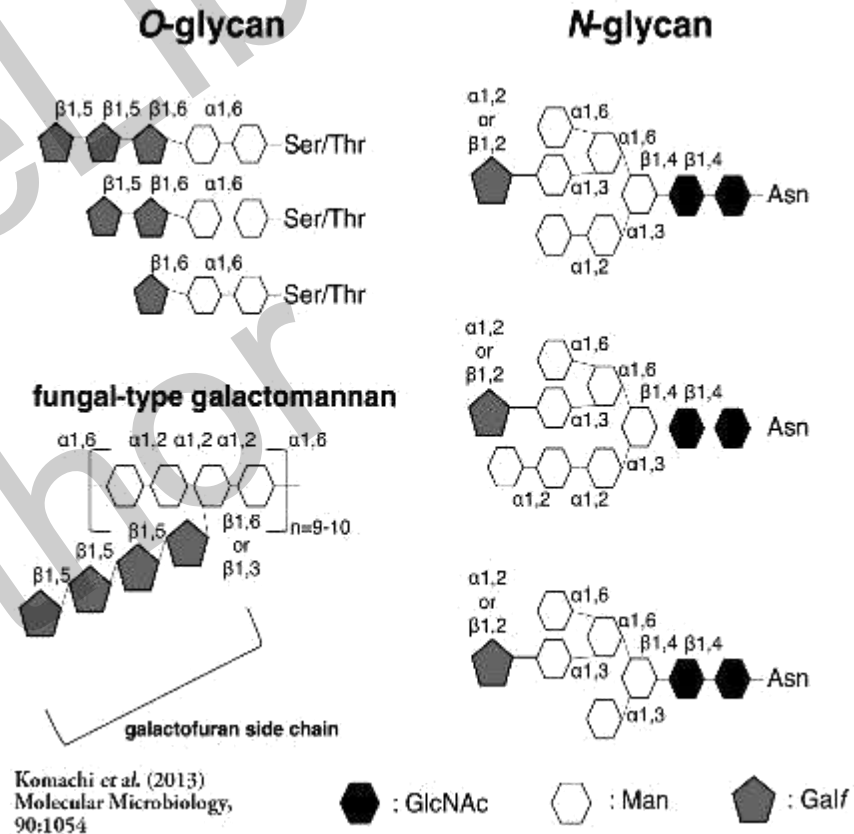 O-glycan
β1,5 β1,5 β1,6 α1,6
Ser/Thr
β1,5 β1,6 α1,6
Ser/Thr
β1,6 α1,6
Ser/Thr
fungal-type galactomannan
α1,6 α1,2 α1,2 α1,2 α1,6
n=9-10
β1,6
or
β1,3
β1,5
β1,5
β1,5
galactofuran side chain
N-glycan
α1,2
or
β1,2
α1,6
α1,6
β1,4 β1,4
Asn
α1,3
α1,3
α1,2
α1,2
or
β1,2
α1,6
α1,6
β1,4 β1,4
Asn
α1,3
α1,3
α1,2 α1,2
α1,2
or
β1,2
α1,6
α1,6
β1,4 β1,4
Asn
α1,3
α1,3
Komachi et al. (2013)
Molecular Microbiology,
90:1054
: GlcNAc : Man : Galf